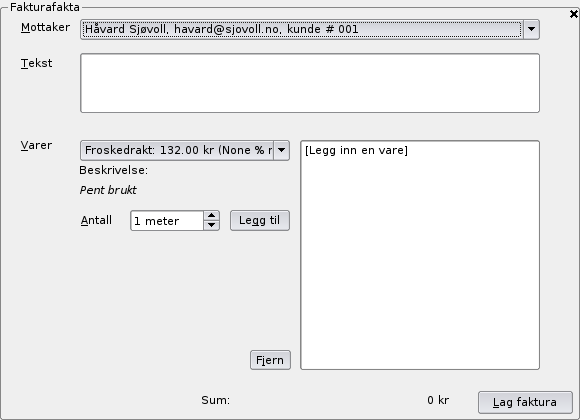 Fakturafakta
Mottaker
Håvard Sjøvoll, havard@sjovoll.no, kunde # 001
Tekst
Varer
Froskedrakt: 132.00 kr (None % r
[Legg inn en vare]
Beskrivelse:
Pent brukt
Antall
1 meter
Legg til
Fjern
Sum:
0 kr
Lag faktura